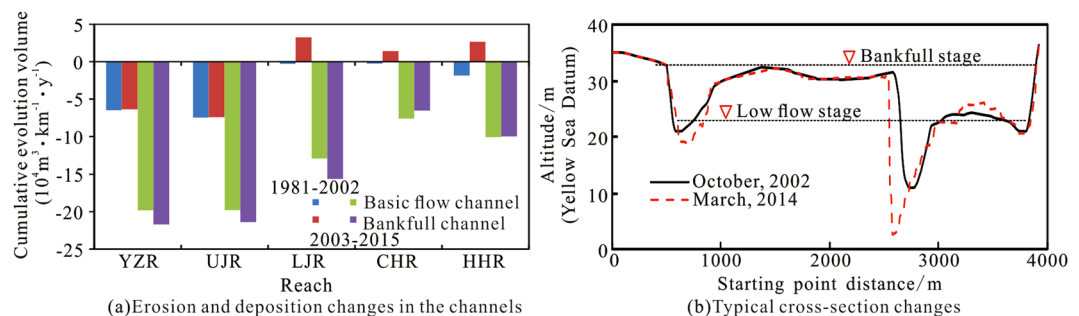 Cumulative evolution volume
(10⁴m³·km⁻¹·y⁻¹)
5
0
-5
-10
-15
-20
-25
1981-2002
Basic flow channel
Bankfull channel
2003-2015
YZR UJR LJR CHR HHR
Reach
(a)Erosion and deposition changes in the channels
Altitude/m
(Yellow Sea Datum)
40
30
20
10
0
Bankfull stage
Low flow stage
October, 2002
March, 2014
0 1000 2000 3000 4000
Starting point distance/m
(b)Typical cross-section changes